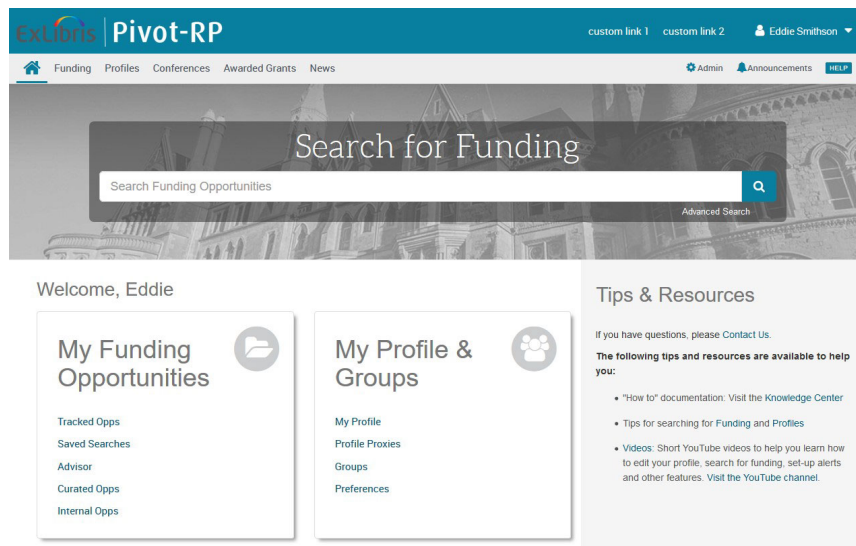 ExLibris Pivot-RP
custom link 1 custom link 2 Eddie Smithson
Funding Profiles Conferences Awarded Grants News Admin Announcements HELP
Search for Funding
Search Funding Opportunities
Advanced Search
Welcome, Eddie
My Funding
Opportunities
Tracked Opps
Saved Searches
Advisor
Curated Opps
Internal Opps
My Profile &
Groups
My Profile
Profile Proxies
Groups
Preferences
Tips & Resources
If you have questions, please Contact Us.
The following tips and resources are available to help
you:
• "How to" documentation: Visit the Knowledge Center
• Tips for searching for Funding and Profiles
• Videos: Short YouTube videos to help you learn how
to edit your profile, search for funding, set-up alerts
and other features. Visit the YouTube channel.